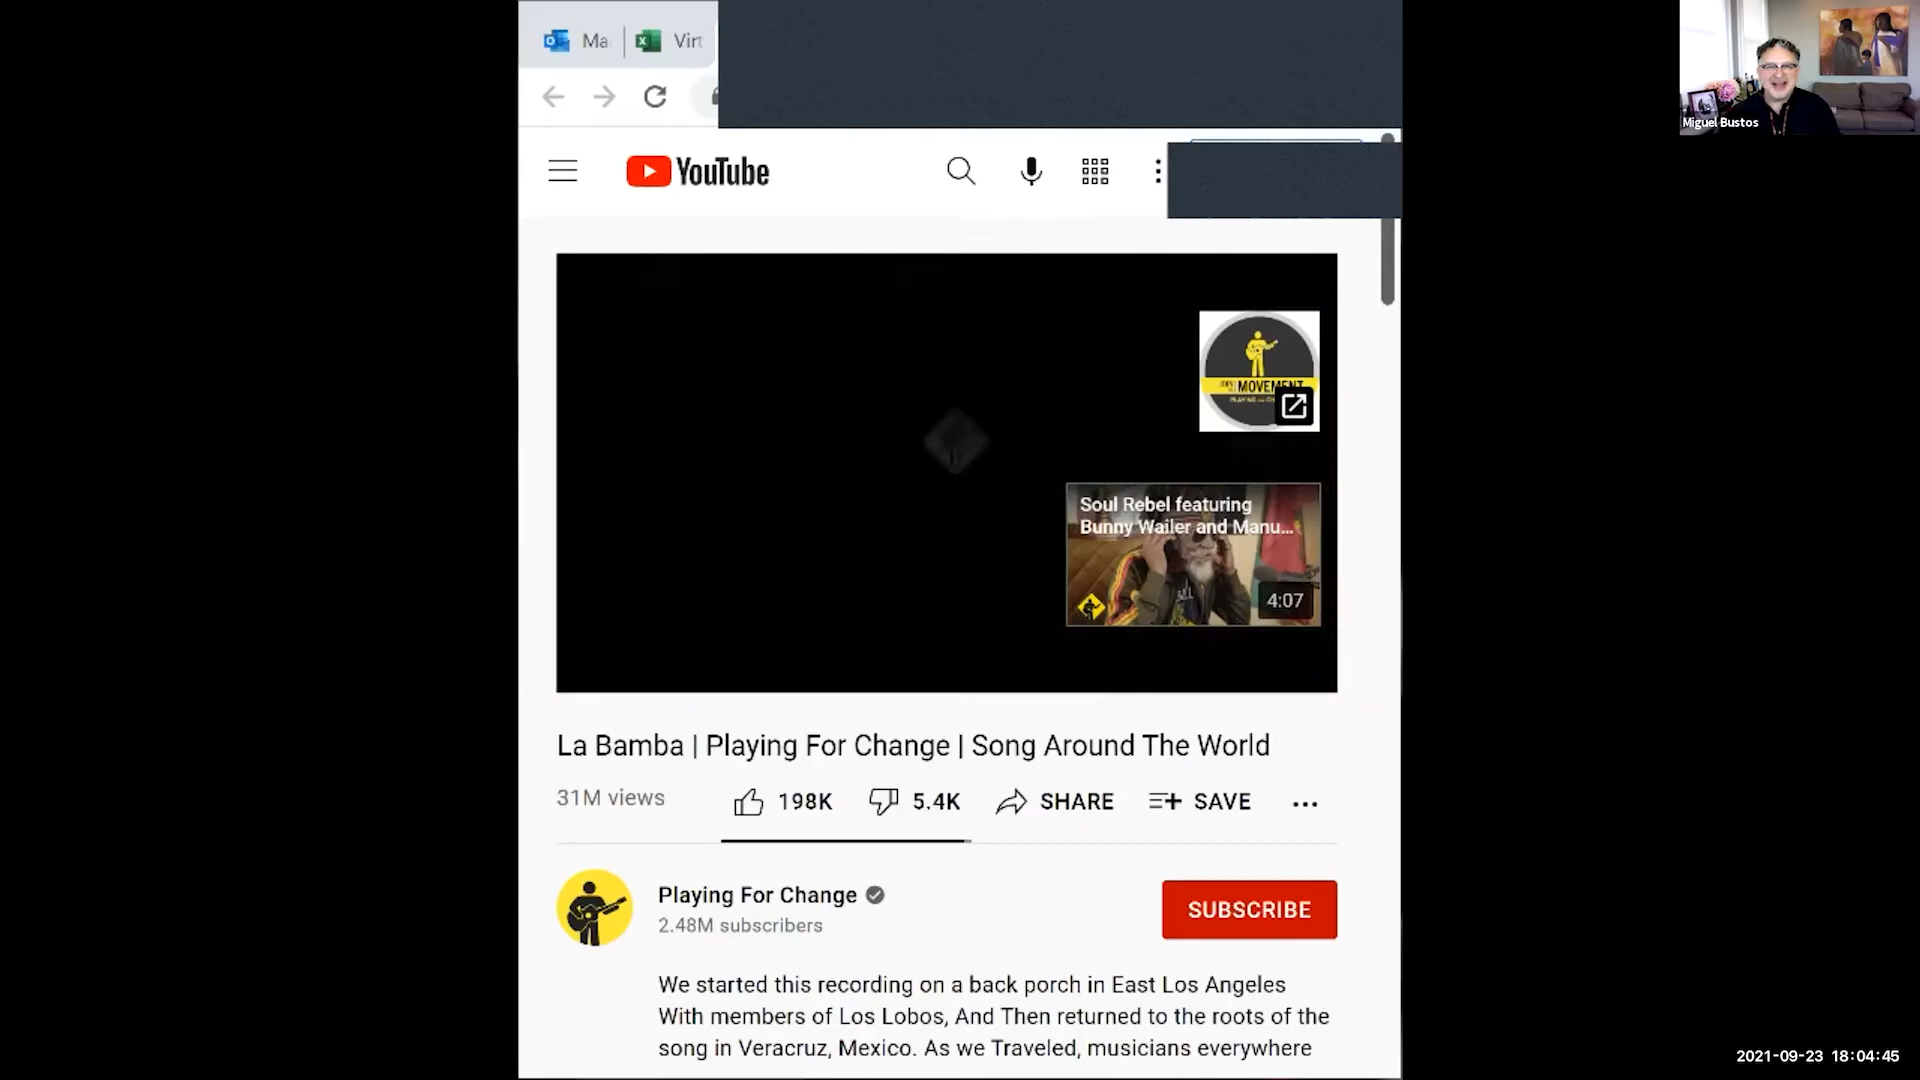 Ma
Virt
YouTube
Miguel Bustos
JOIN THE MOVEMENT
Soul Rebel featuring
Bunny Wailer and Manu...
4:07
La Bamba | Playing For Change | Song Around The World
31M views
198K
5.4K
SHARE
SAVE
Playing For Change
2.48M subscribers
SUBSCRIBE
We started this recording on a back porch in East Los Angeles
With members of Los Lobos, And Then returned to the roots of the
song in Veracruz, Mexico. As we Traveled, musicians everywhere
2021-09-23 18:04:45